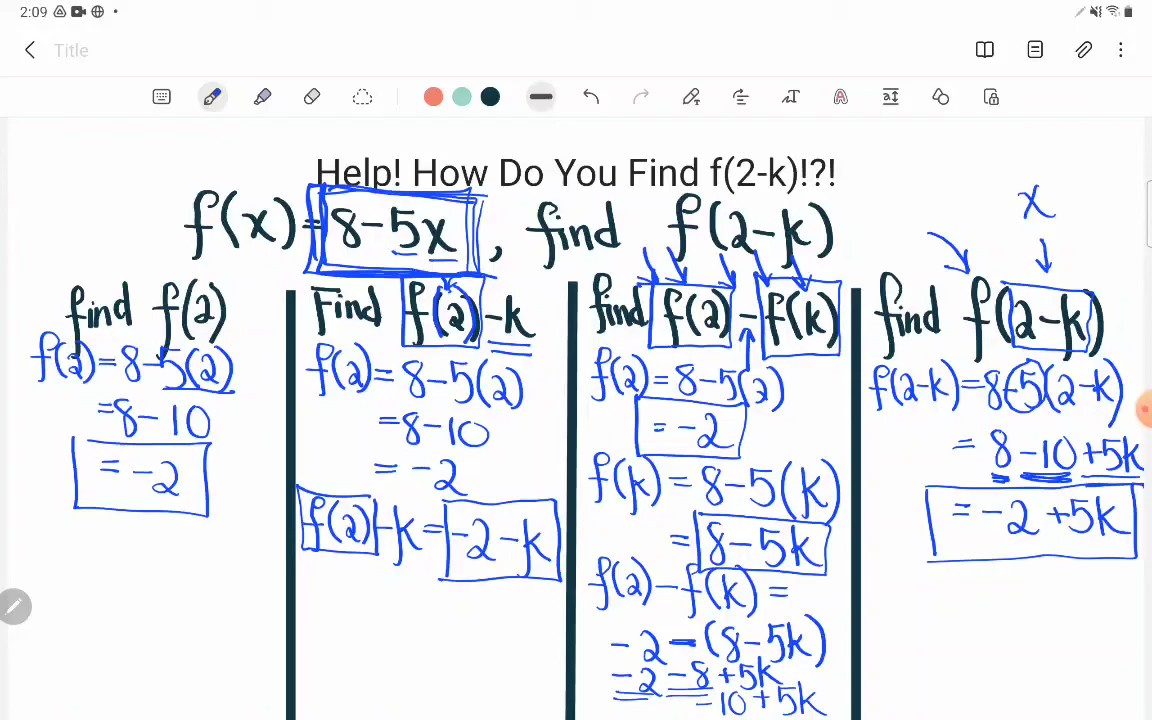 2:09
Title
Help! How Do You Find f(2-k)!?!
f(x)=8-5x, find f(2-k)
x
find f(2)
f(2)=8-5(2)
=8-10
=-2
Find f(2)-k
f(2)=8-5(2)
=8-10
=-2
f(2)-k=-2-k
find f(2)-f(k)
f(2)=8-5(2)
=-2
f(k)=8-5(k)
=8-5k
f(2)-f(k)=
-2-(8-5k)
-2-8+5k
=10+5k
find f(2-k)
f(2-k)=8-5(2-k)
=8-10+5k
=-2+5k